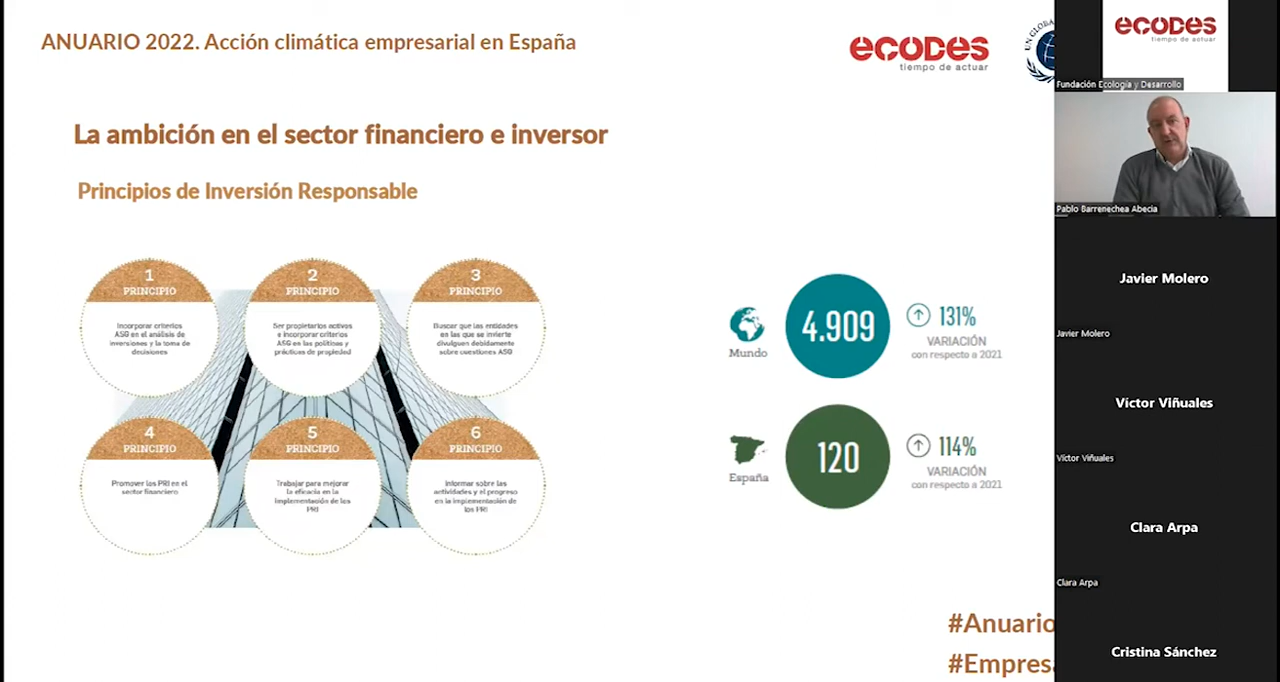 ANUARIO 2022. Acción climática empresarial en España
ecodes
tiempo de actuar
UN GLOBA
La ambición en el sector financiero e inversor
Principios de Inversión Responsable
1
PRINCIPIO
Incorporar criterios
ASG en el análisis de
inversiones y la toma de
decisiones
2
PRINCIPIO
Ser propietarios activos
e incorporar criterios
ASG en las políticas y
prácticas de propiedad
3
PRINCIPIO
Buscar que las entidades
en las que se invierte
divulguen debidamente
sobre cuestiones ASG
4
PRINCIPIO
Promover los PRI en el
sector financiero
5
PRINCIPIO
Trabajar para mejorar
la eficacia en la
implementación de los
PRI
6
PRINCIPIO
Informar sobre las
actividades y el progreso
en la implementación de
los PRI
Mundo
4.909
131%
VARIACIÓN
con respecto a 2021
España
120
114%
VARIACIÓN
con respecto a 2021
#Anuario
#Empresa
ecodes
tiempo de actuar
Fundación Ecología y Desarrollo
Pablo Barrenechea Abecia
Javier Molero
Javier Molero
Víctor Viñuales
Víctor Viñuales
Clara Arpa
Clara Arpa
Cristina Sánchez